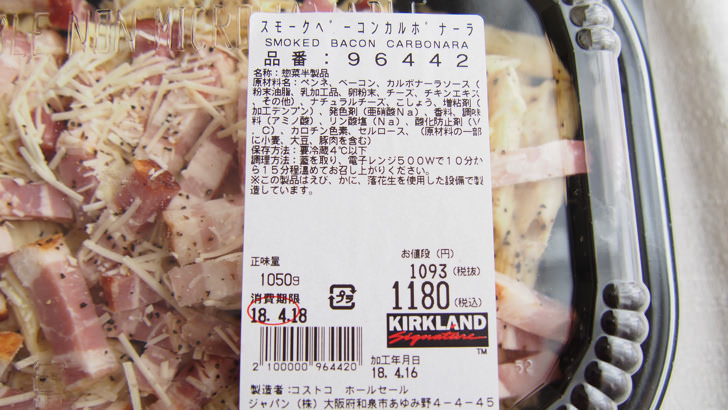 スモークベーコンカルボナーラ
SMOKED BACON CARBONARA
品番：96442
名称：惣菜半製品
原材料名：ペンネ、ベーコン、カルボナーラソース（
粉末油脂、乳加工品、卵粉末、チーズ、チキンエキス
、その他）、ナチュラルチーズ、こしょう、増粘剤（
加工デンプン）、発色剤（亜硝酸Na）、香料、調味
料（アミノ酸）、リン酸塩（Na）、酸化防止剤（V
．C）、カロチン色素、セルロース、（原材料の一部
に小麦、大豆、豚肉を含む）
保存方法：要冷蔵4℃以下
調理方法：蓋を取り、電子レンジ500Wで10分か
ら15分程温めてお召し上がりください。
※この製品はえび、かに、落花生を使用した設備で製
造しています。
正味量
1050g
消費期限
18. 4.18
プラ
お値段（円）
1093（税抜）
1180（税込）
KIRKLAND
Signature
TM
2 100000 964420
加工年月日
18. 4.16
製造者：コストコ ホールセール
ジャパン（株）大阪府和泉市あゆみ野4-4-45
52